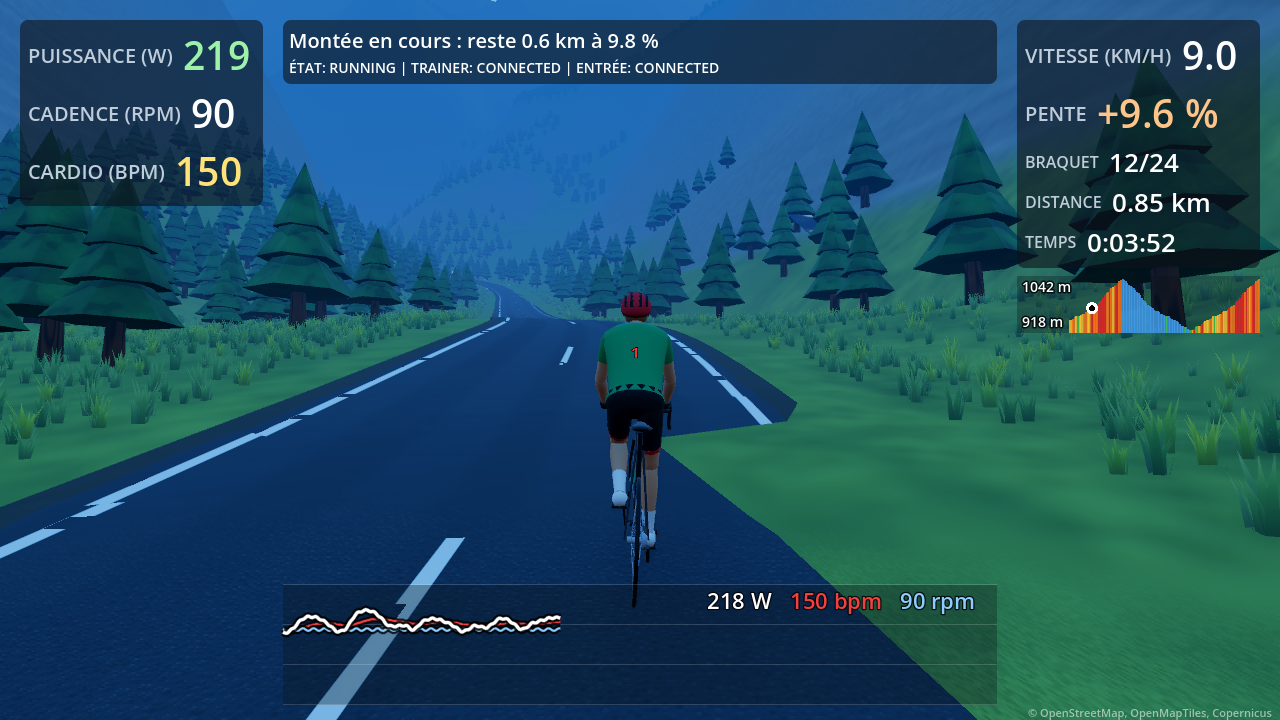 PUISSANCE (W) 219
CADENCE (RPM) 90
CARDIO (BPM) 150
Montée en cours : reste 0.6 km à 9.8 %
ÉTAT: RUNNING | TRAINER: CONNECTED | ENTRÉE: CONNECTED
VITESSE (KM/H) 9.0
PENTE +9.6 %
BRAQUET 12/24
DISTANCE 0.85 km
TEMPS 0:03:52
1042 m
918 m
1
218 W 150 bpm 90 rpm
© OpenStreetMap, OpenMapTiles, Copernicus